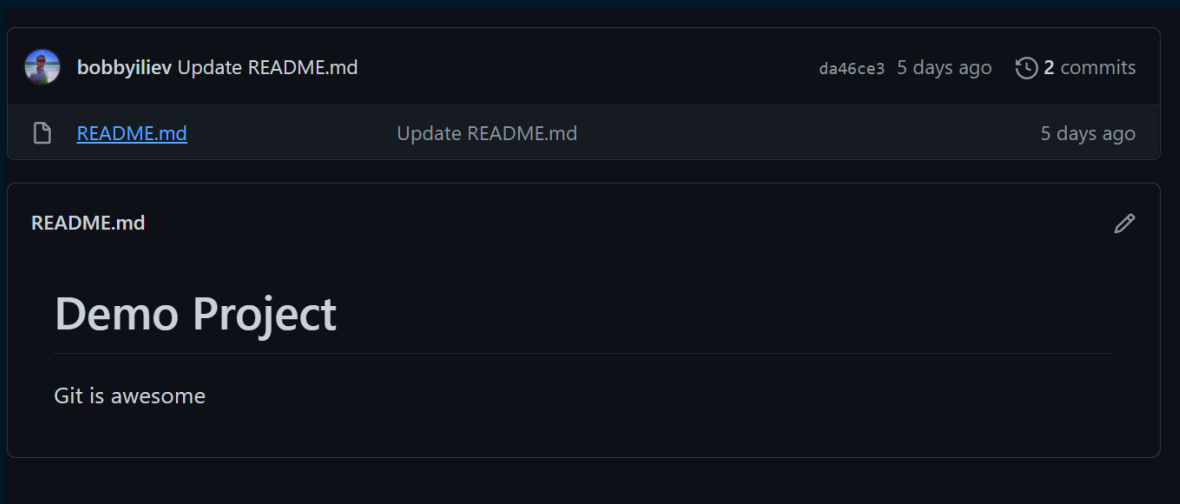 bobbyiliev Update README.md da46ce3 5 days ago 2 commits
README.md Update README.md 5 days ago
README.md
Demo Project
Git is awesome